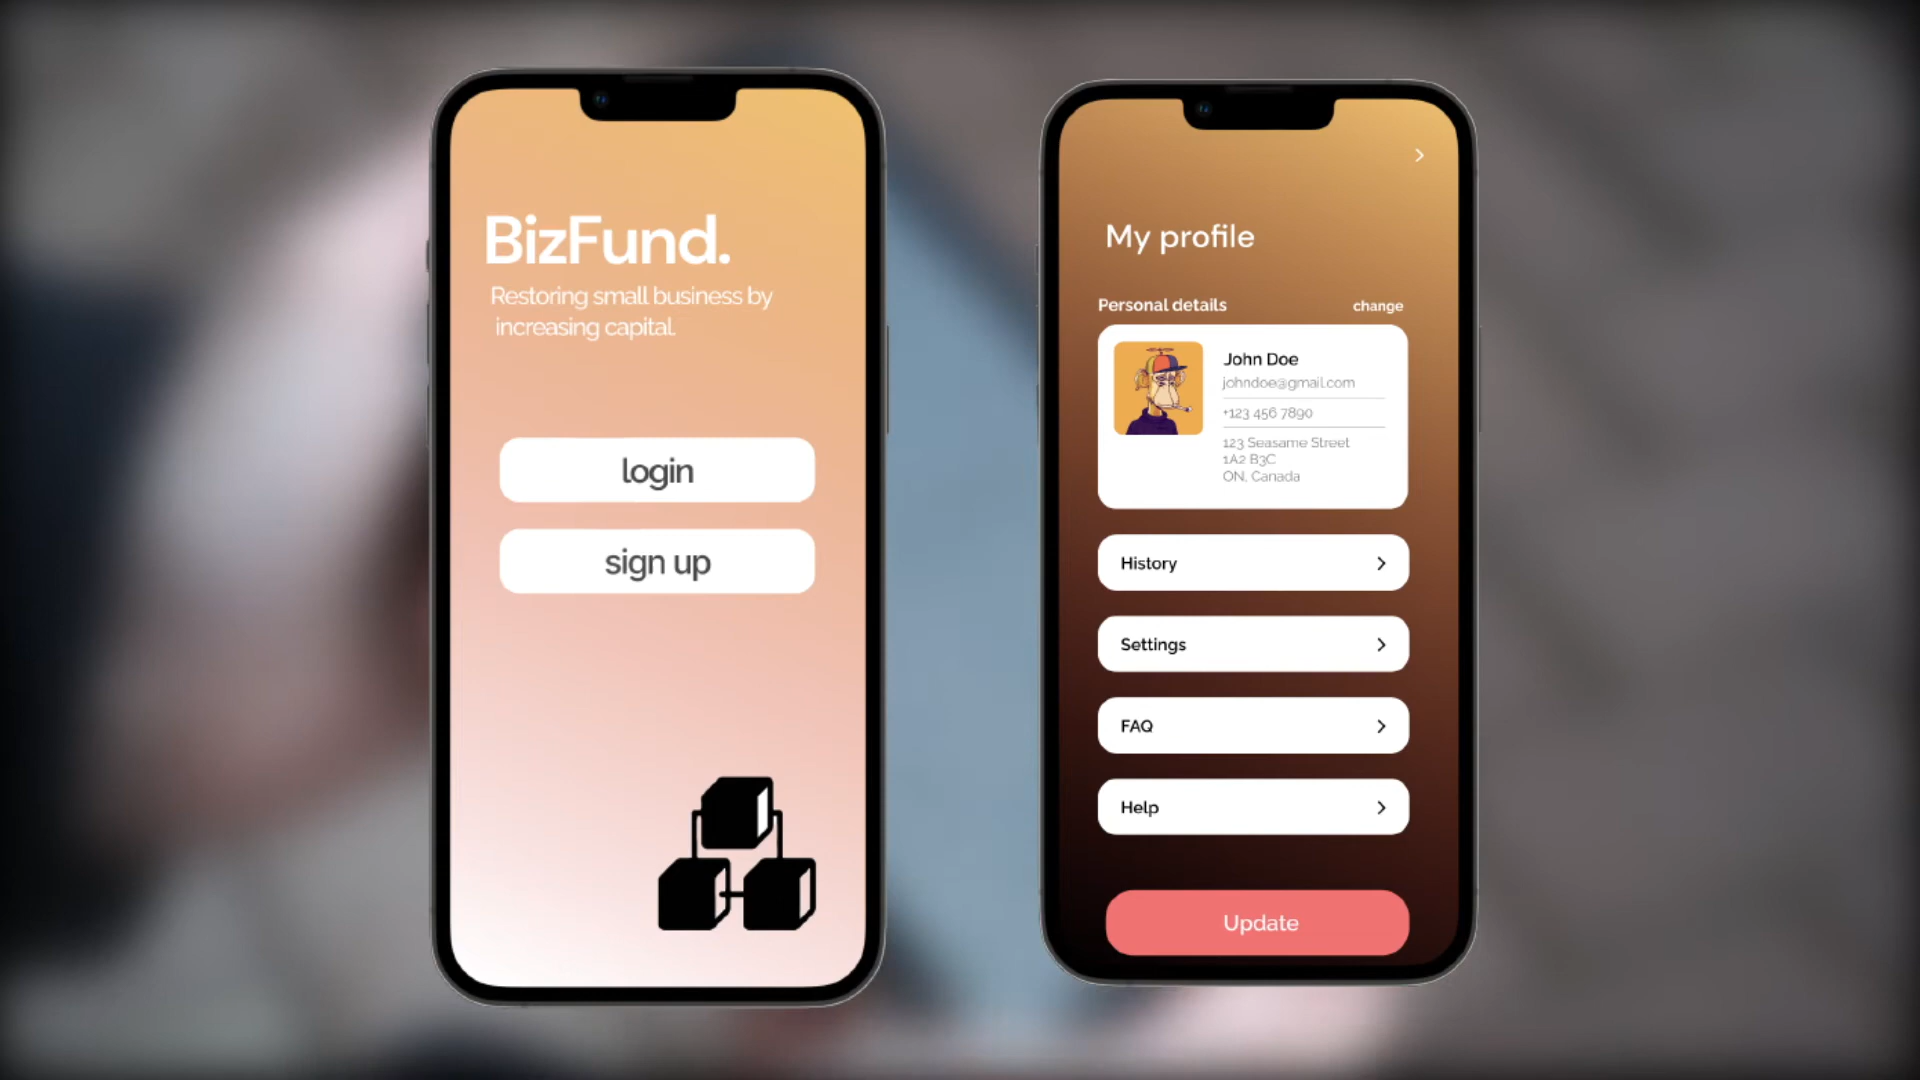 BizFund.
Restoring small business by
increasing capital.
login
sign up
My profile
Personal details
change
John Doe
johndoe@gmail.com
+123 456 7890
123 Seasame Street
1A2 B3C
ON, Canada
History
Settings
FAQ
Help
Update